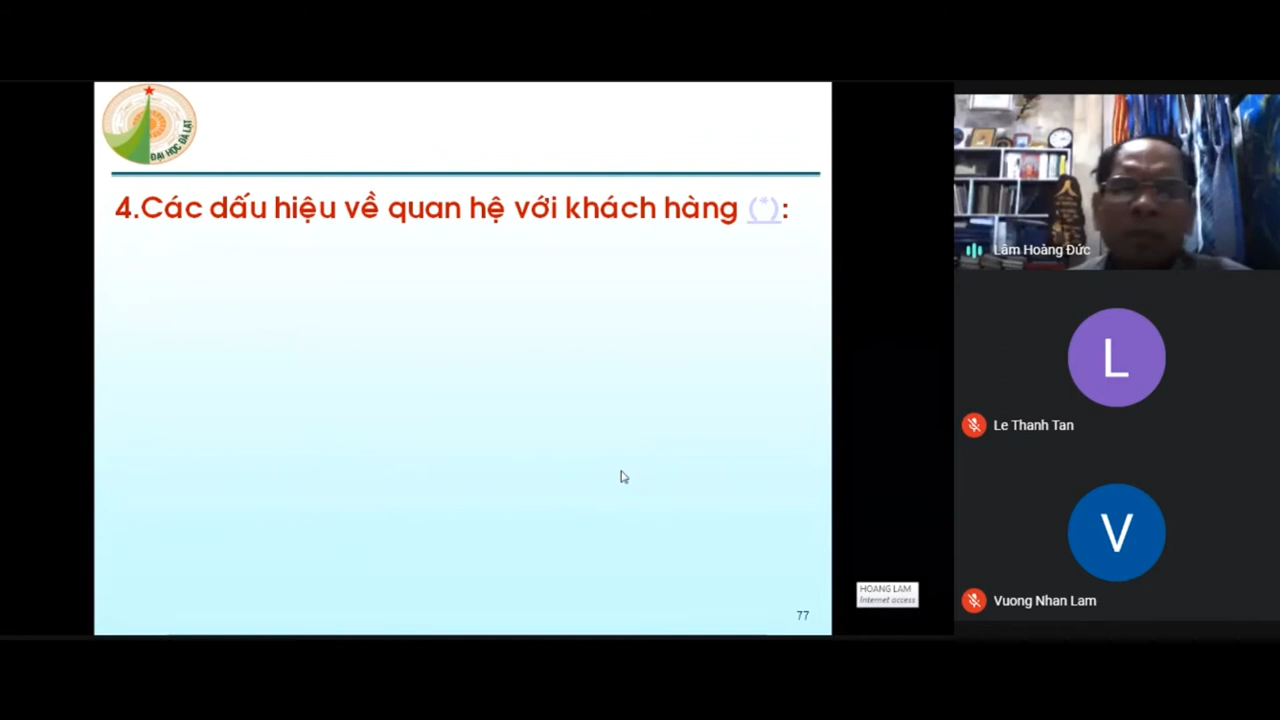 ĐẠI HỌC ĐÀ LẠT
4.Các dấu hiệu về quan hệ với khách hàng (*):
77
HOANG LAM
Internet access
Lâm Hoàng Đức
L
Le Thanh Tan
V
Vuong Nhan Lam